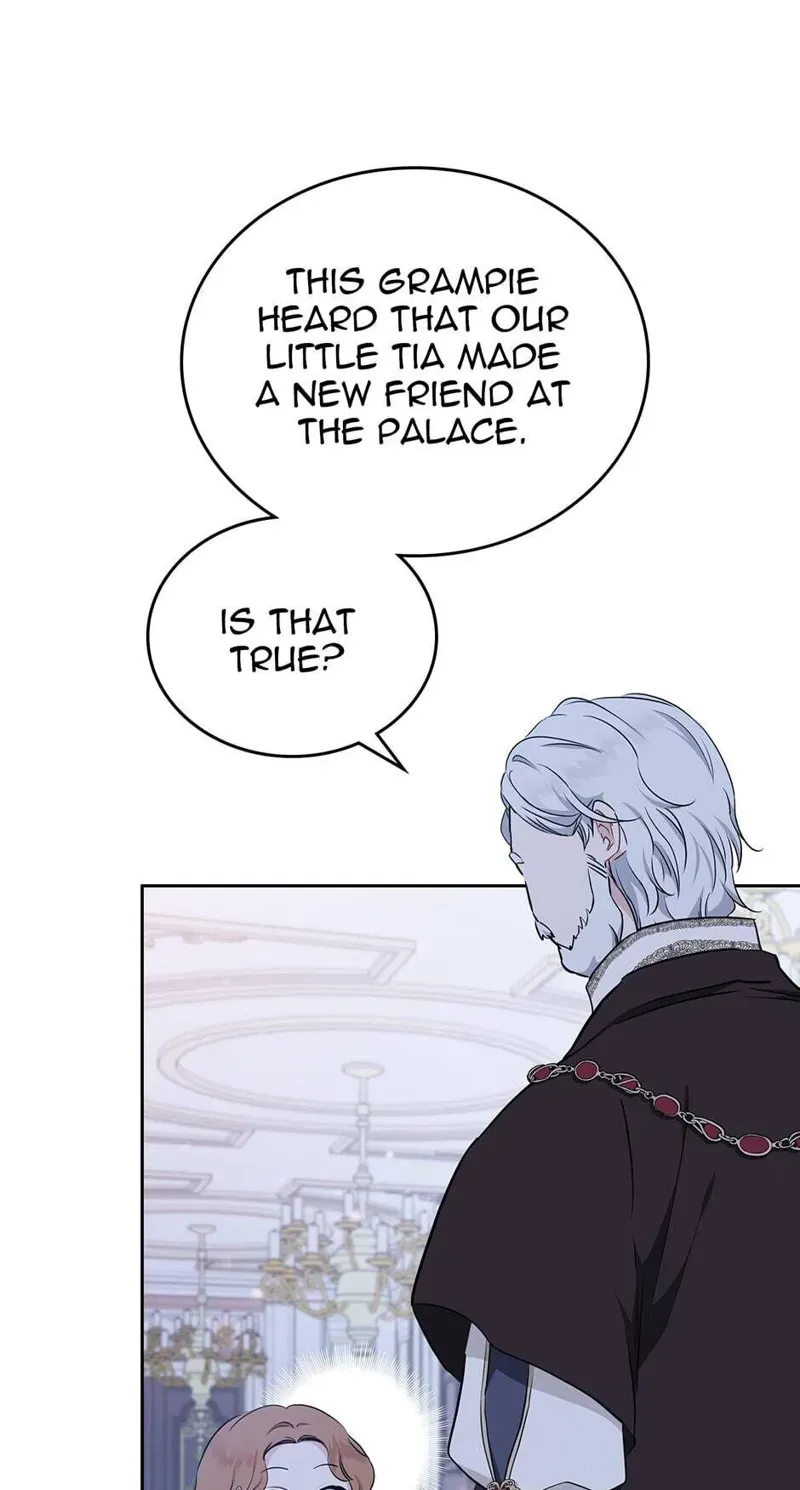 THIS GRAMPIE
HEARD THAT OUR
LITTLE TIA MADE
A NEW FRIEND AT
THE PALACE.
IS THAT
TRUE?